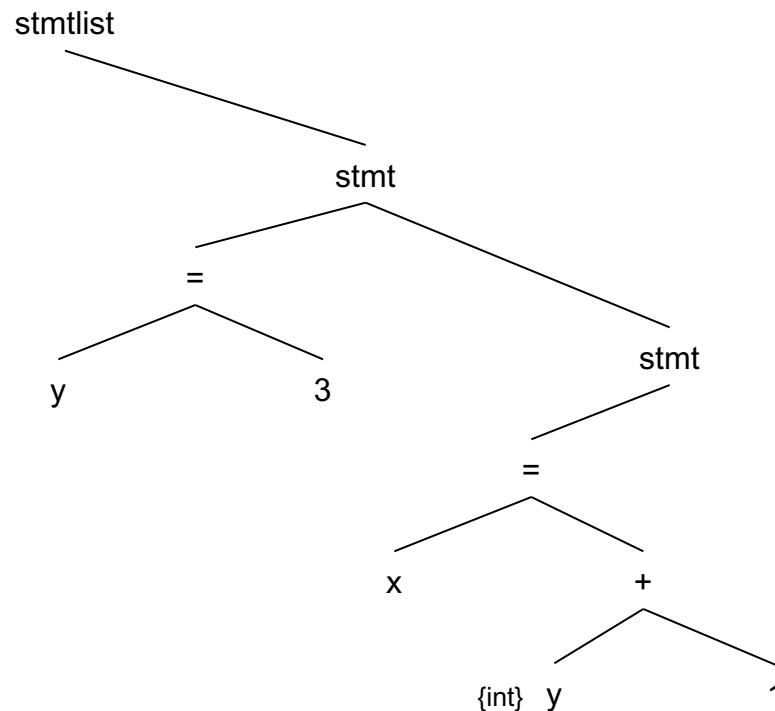 stmtlist
stmt
=
y 3
stmt
=
x +
{int} y